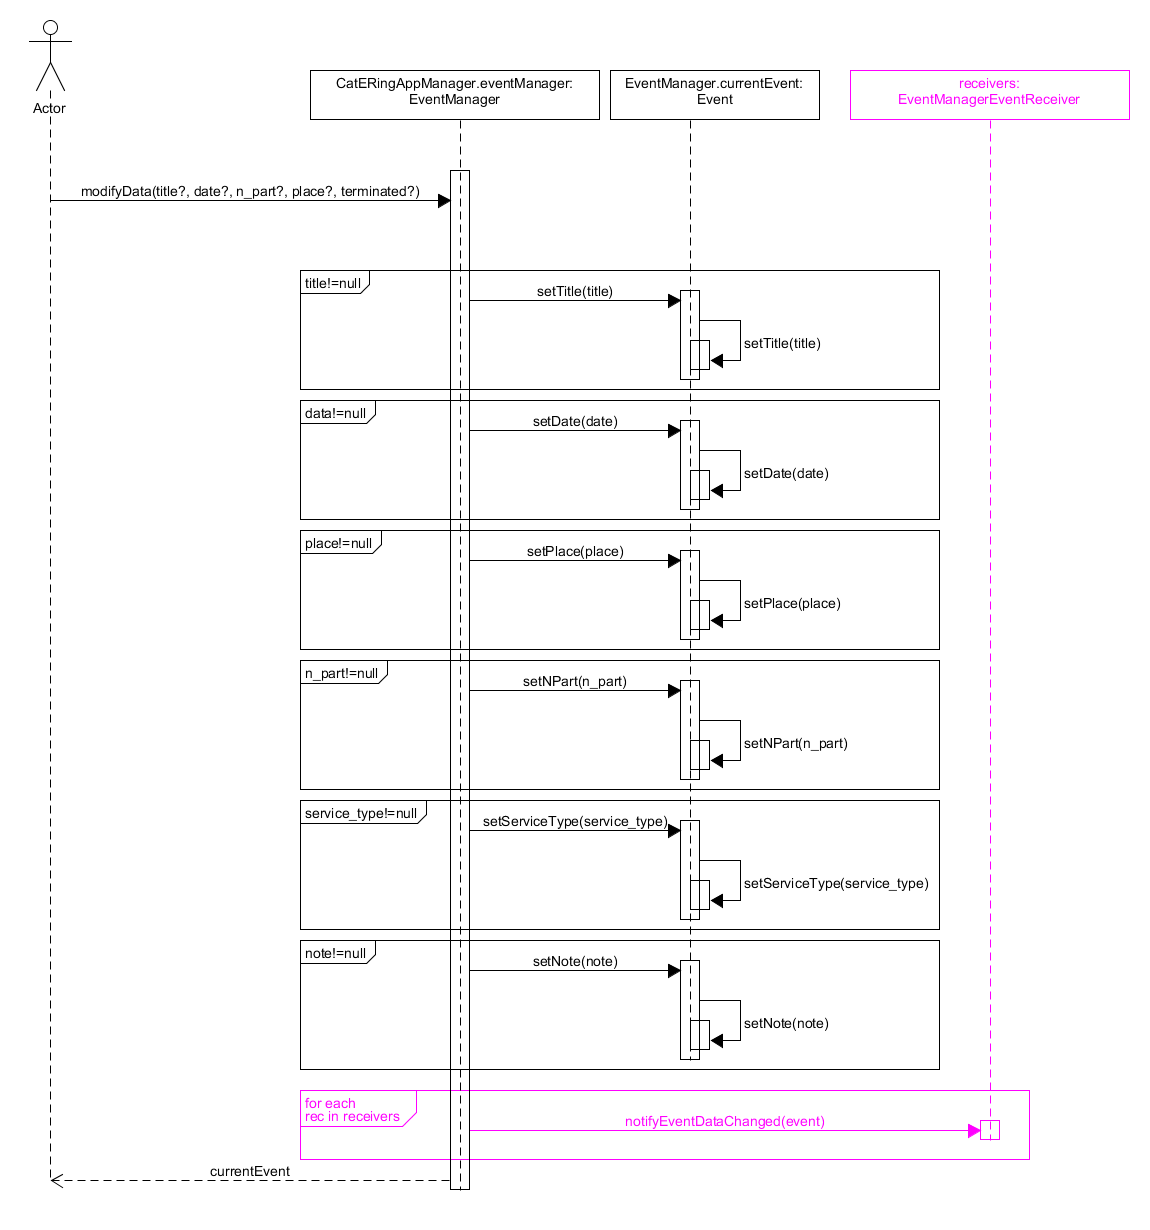 Actor
CatERingAppManager.eventManager:
EventManager
EventManager.currentEvent:
Event
receivers:
EventManagerEventReceiver
modifyData(title?, date?, n_part?, place?, terminated?)
title!=null
setTitle(title)
setTitle(title)
data!=null
setDate(date)
setDate(date)
place!=null
setPlace(place)
setPlace(place)
n_part!=null
setNPart(n_part)
setNPart(n_part)
service_type!=null
setServiceType(service_type)
setServiceType(service_type)
note!=null
setNote(note)
setNote(note)
for each
rec in receivers
notifyEventDataChanged(event)
currentEvent